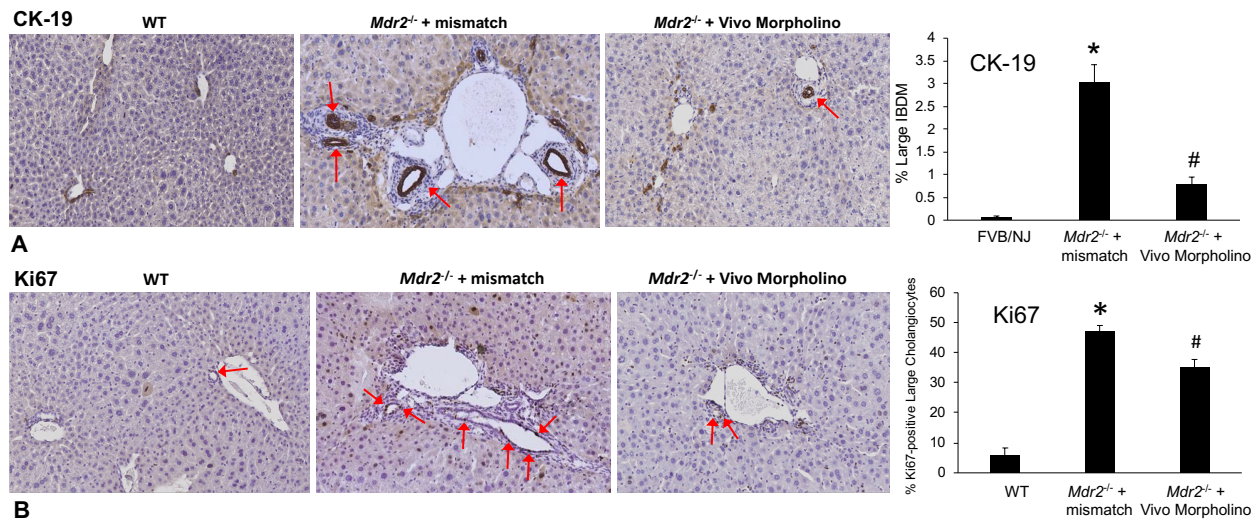 CK-19
WT
Mdr2-/- + mismatch
Mdr2-/- + Vivo Morpholino
A
% Large IBDM
4
3.5
3
2.5
2
1.5
1
0.5
0
CK-19
*
#
FVB/NJ
Mdr2-/- +
mismatch
Mdr2-/- +
Vivo Morpholino
Ki67
WT
Mdr2-/- + mismatch
Mdr2-/- + Vivo Morpholino
B
% Ki67-positive Large Cholangiocytes
60
50
40
30
20
10
0
Ki67
*
#
WT
Mdr2-/- +
mismatch
Mdr2-/- +
Vivo Morpholino